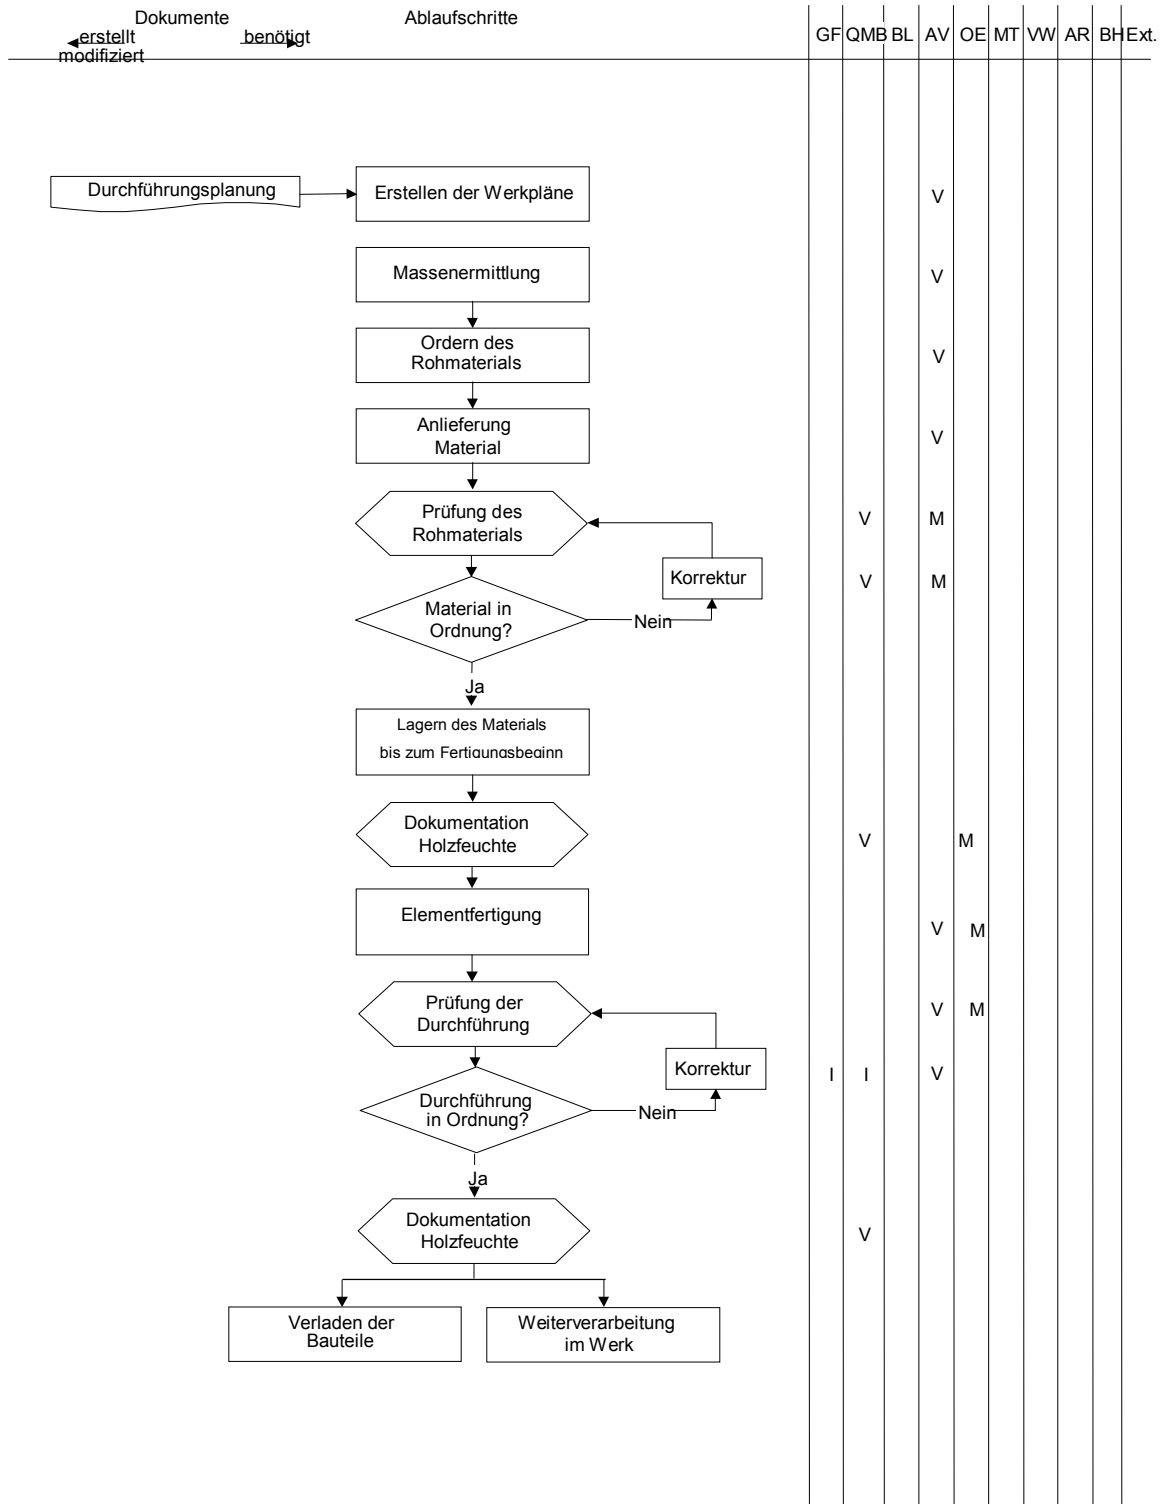 Dokumente
Ablaufschritte
erstellt
benötigt
modifiziert
GF QMB BL AV OE MT VW AR BH Ext.
Durchführungsplanung
Erstellen der Werkpläne
V
Massenermittlung
V
Ordern des
Rohmaterials
V
Anlieferung
Material
V
Prüfung des
Rohmaterials
V M
Korrektur
V M
Material in
Ordnung?
Nein
Ja
Lagern des Materials
bis zum Fertigungsbeginn
Dokumentation
Holzfeuchte
V M
Elementfertigung
V M
Prüfung der
Durchführung
V M
Korrektur
I I V
Durchführung
in Ordnung?
Nein
Ja
Dokumentation
Holzfeuchte
V
Verladen der
Bauteile
Weiterverarbeitung
im Werk